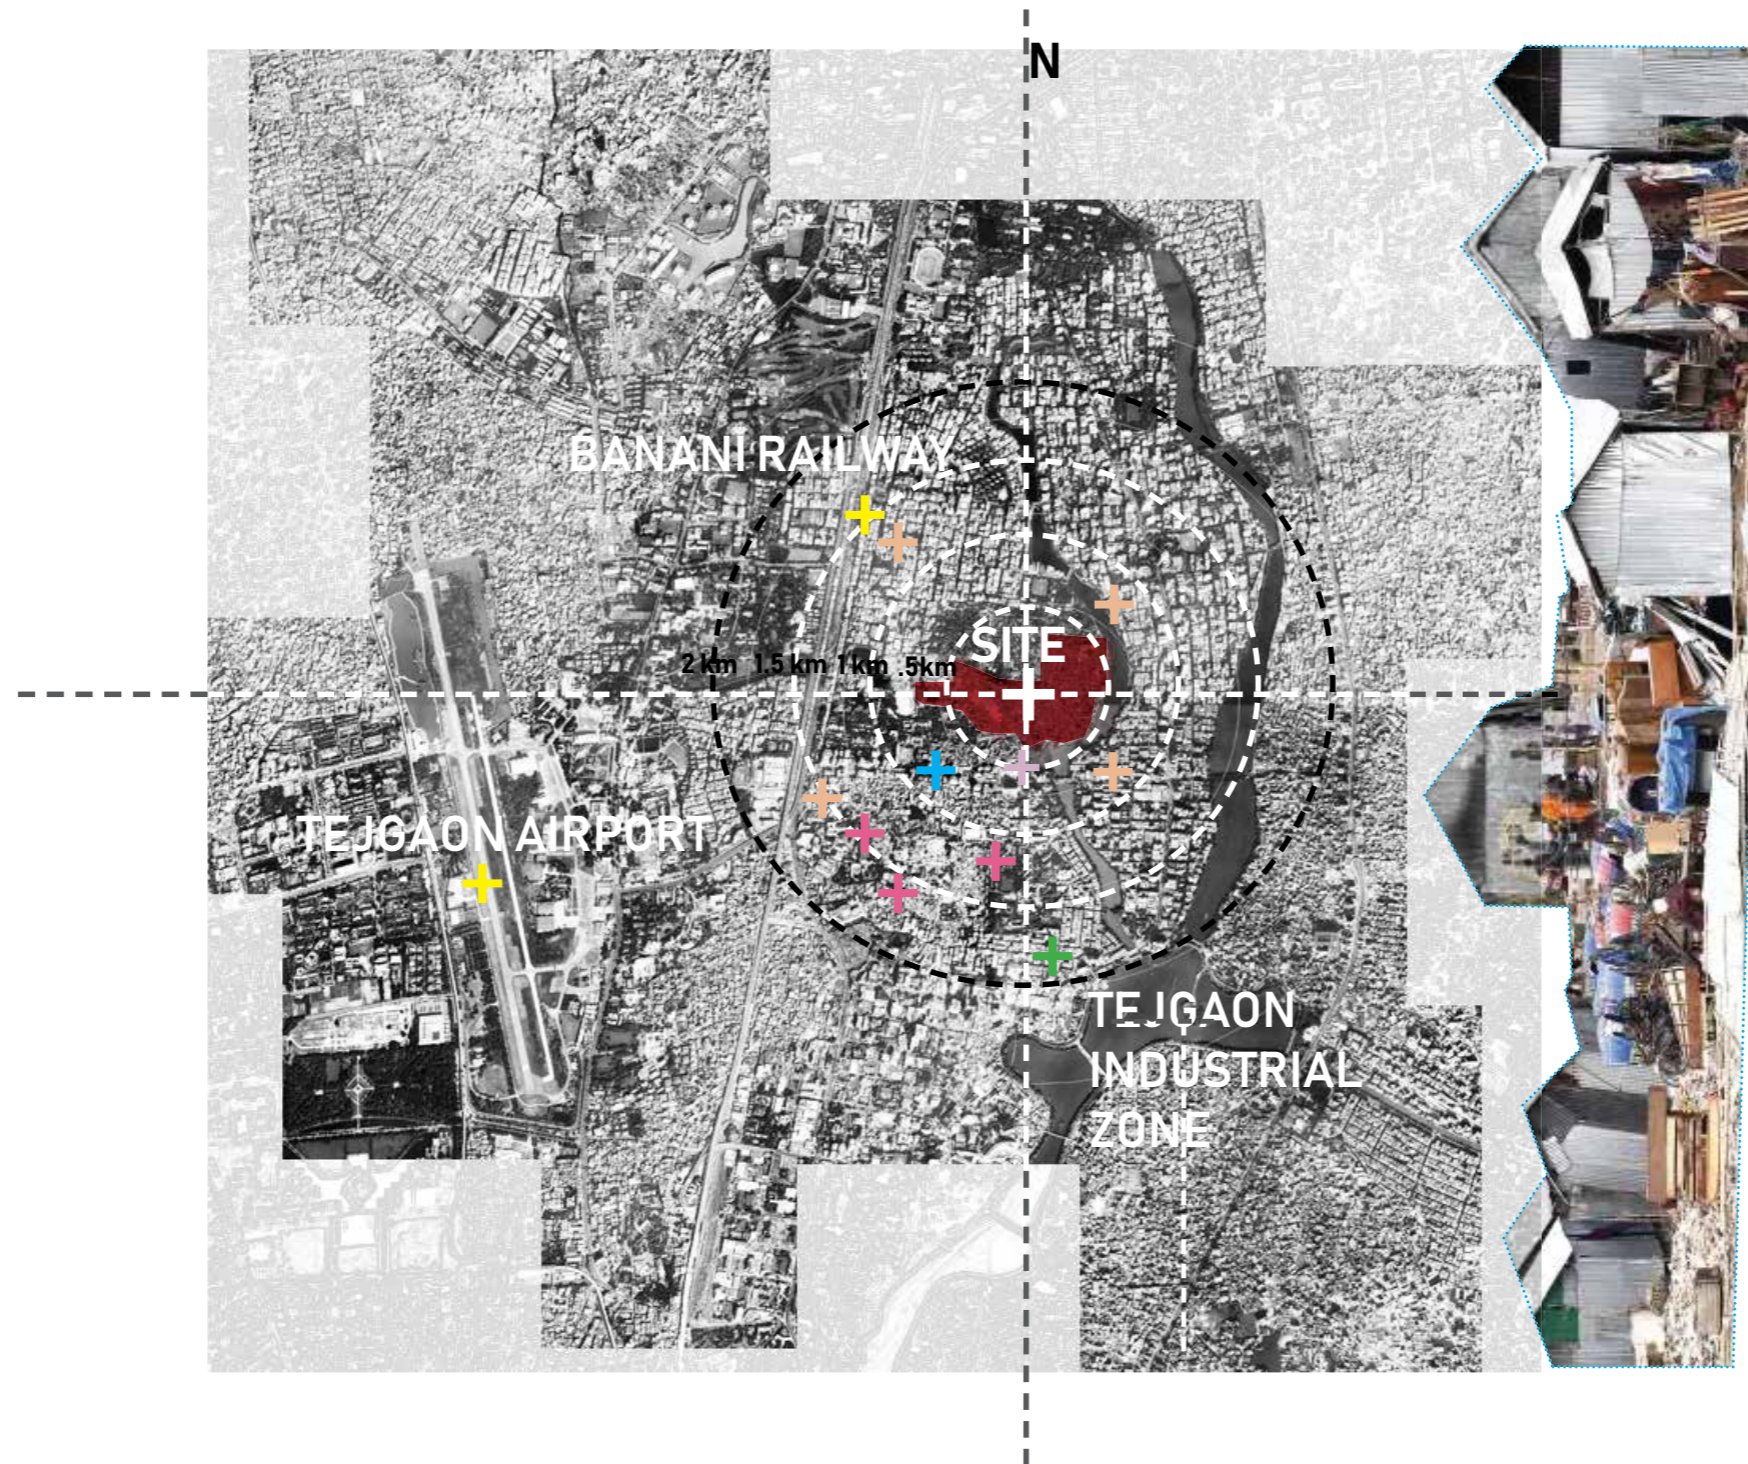 N
BANANI RAILWAY
SITE
2 km 1.5 km 1 km .5km
TEJGAON AIRPORT
TEJGAON
INDUSTRIAL
ZONE